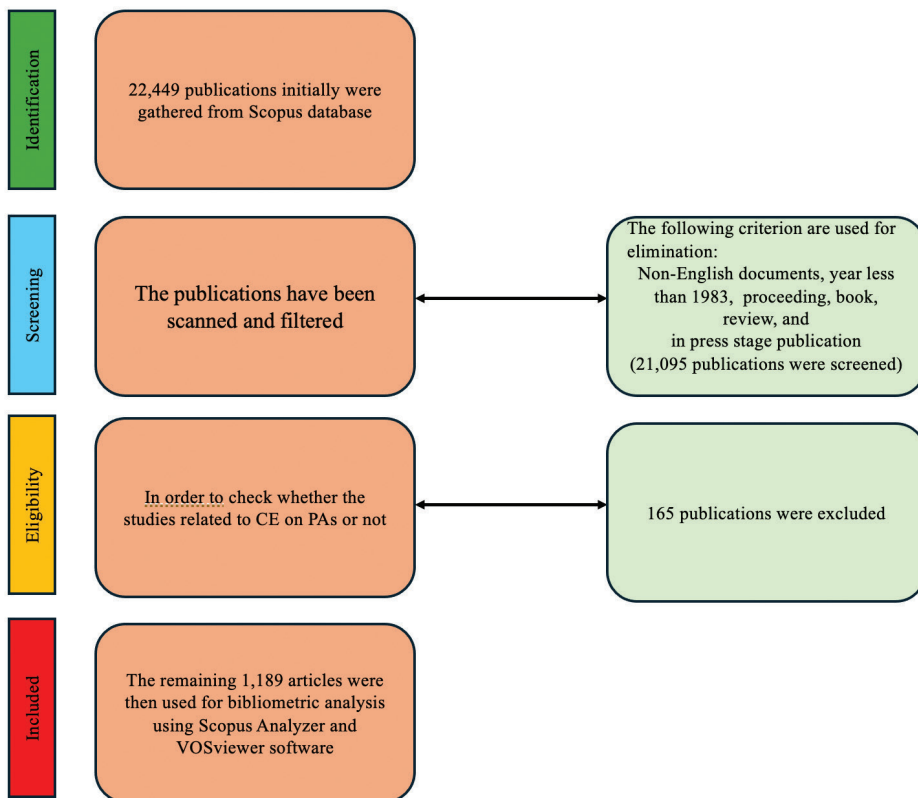 Identification
22,449 publications initially were
gathered from Scopus database
Screening
The publications have been
scanned and filtered
The following criterion are used for
elimination:
Non-English documents, year less
than 1983, proceeding, book,
review, and
in press stage publication
(21,095 publications were screened)
Eligibility
In order to check whether the
studies related to CE on PAs or not
165 publications were excluded
Included
The remaining 1,189 articles were
then used for bibliometric analysis
using Scopus Analyzer and
VOSviewer software